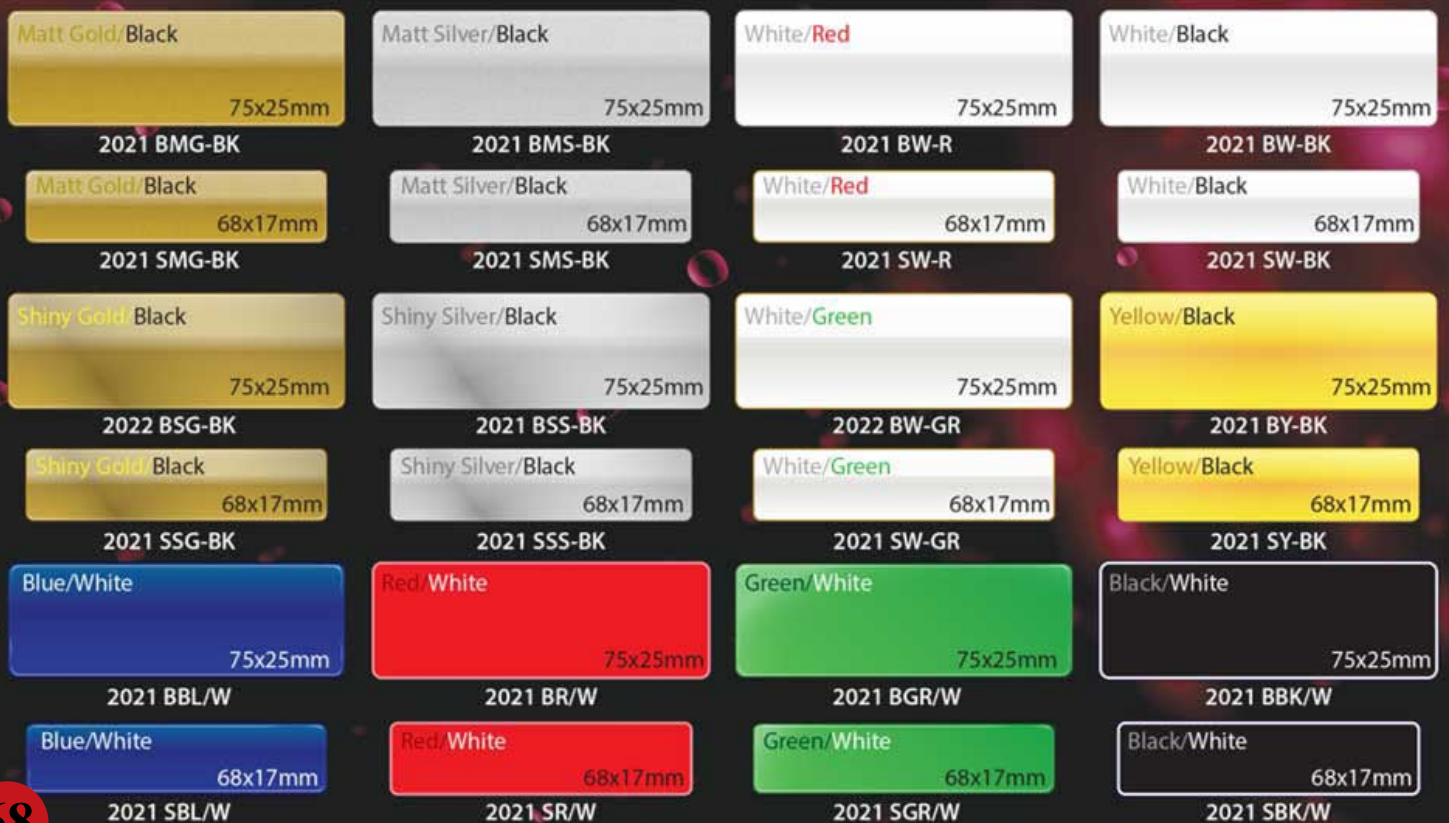 Matt Gold/Black
75x25mm
2021 BMG-BK
Matt Silver/Black
75x25mm
2021 BMS-BK
White/Red
75x25mm
2021 BW-R
White/Black
75x25mm
2021 BW-BK
Matt Gold/Black
68x17mm
2021 SMG-BK
Matt Silver/Black
68x17mm
2021 SMS-BK
White/Red
68x17mm
2021 SW-R
White/Black
68x17mm
2021 SW-BK
Shiny Gold/Black
75x25mm
2022 BSG-BK
Shiny Silver/Black
75x25mm
2021 BSS-BK
White/Green
75x25mm
2022 BW-GR
Yellow/Black
75x25mm
2021 BY-BK
Shiny Gold/Black
68x17mm
2021 SSG-BK
Shiny Silver/Black
68x17mm
2021 SSS-BK
White/Green
68x17mm
2021 SW-GR
Yellow/Black
68x17mm
2021 SY-BK
Blue/White
75x25mm
2021 BBL/W
Red/White
75x25mm
2021 BR/W
Green/White
75x25mm
2021 BGR/W
Black/White
75x25mm
2021 BBK/W
Blue/White
68x17mm
2021 SBL/W
Red/White
68x17mm
2021 SR/W
Green/White
68x17mm
2021 SGR/W
Black/White
68x17mm
2021 SBK/W